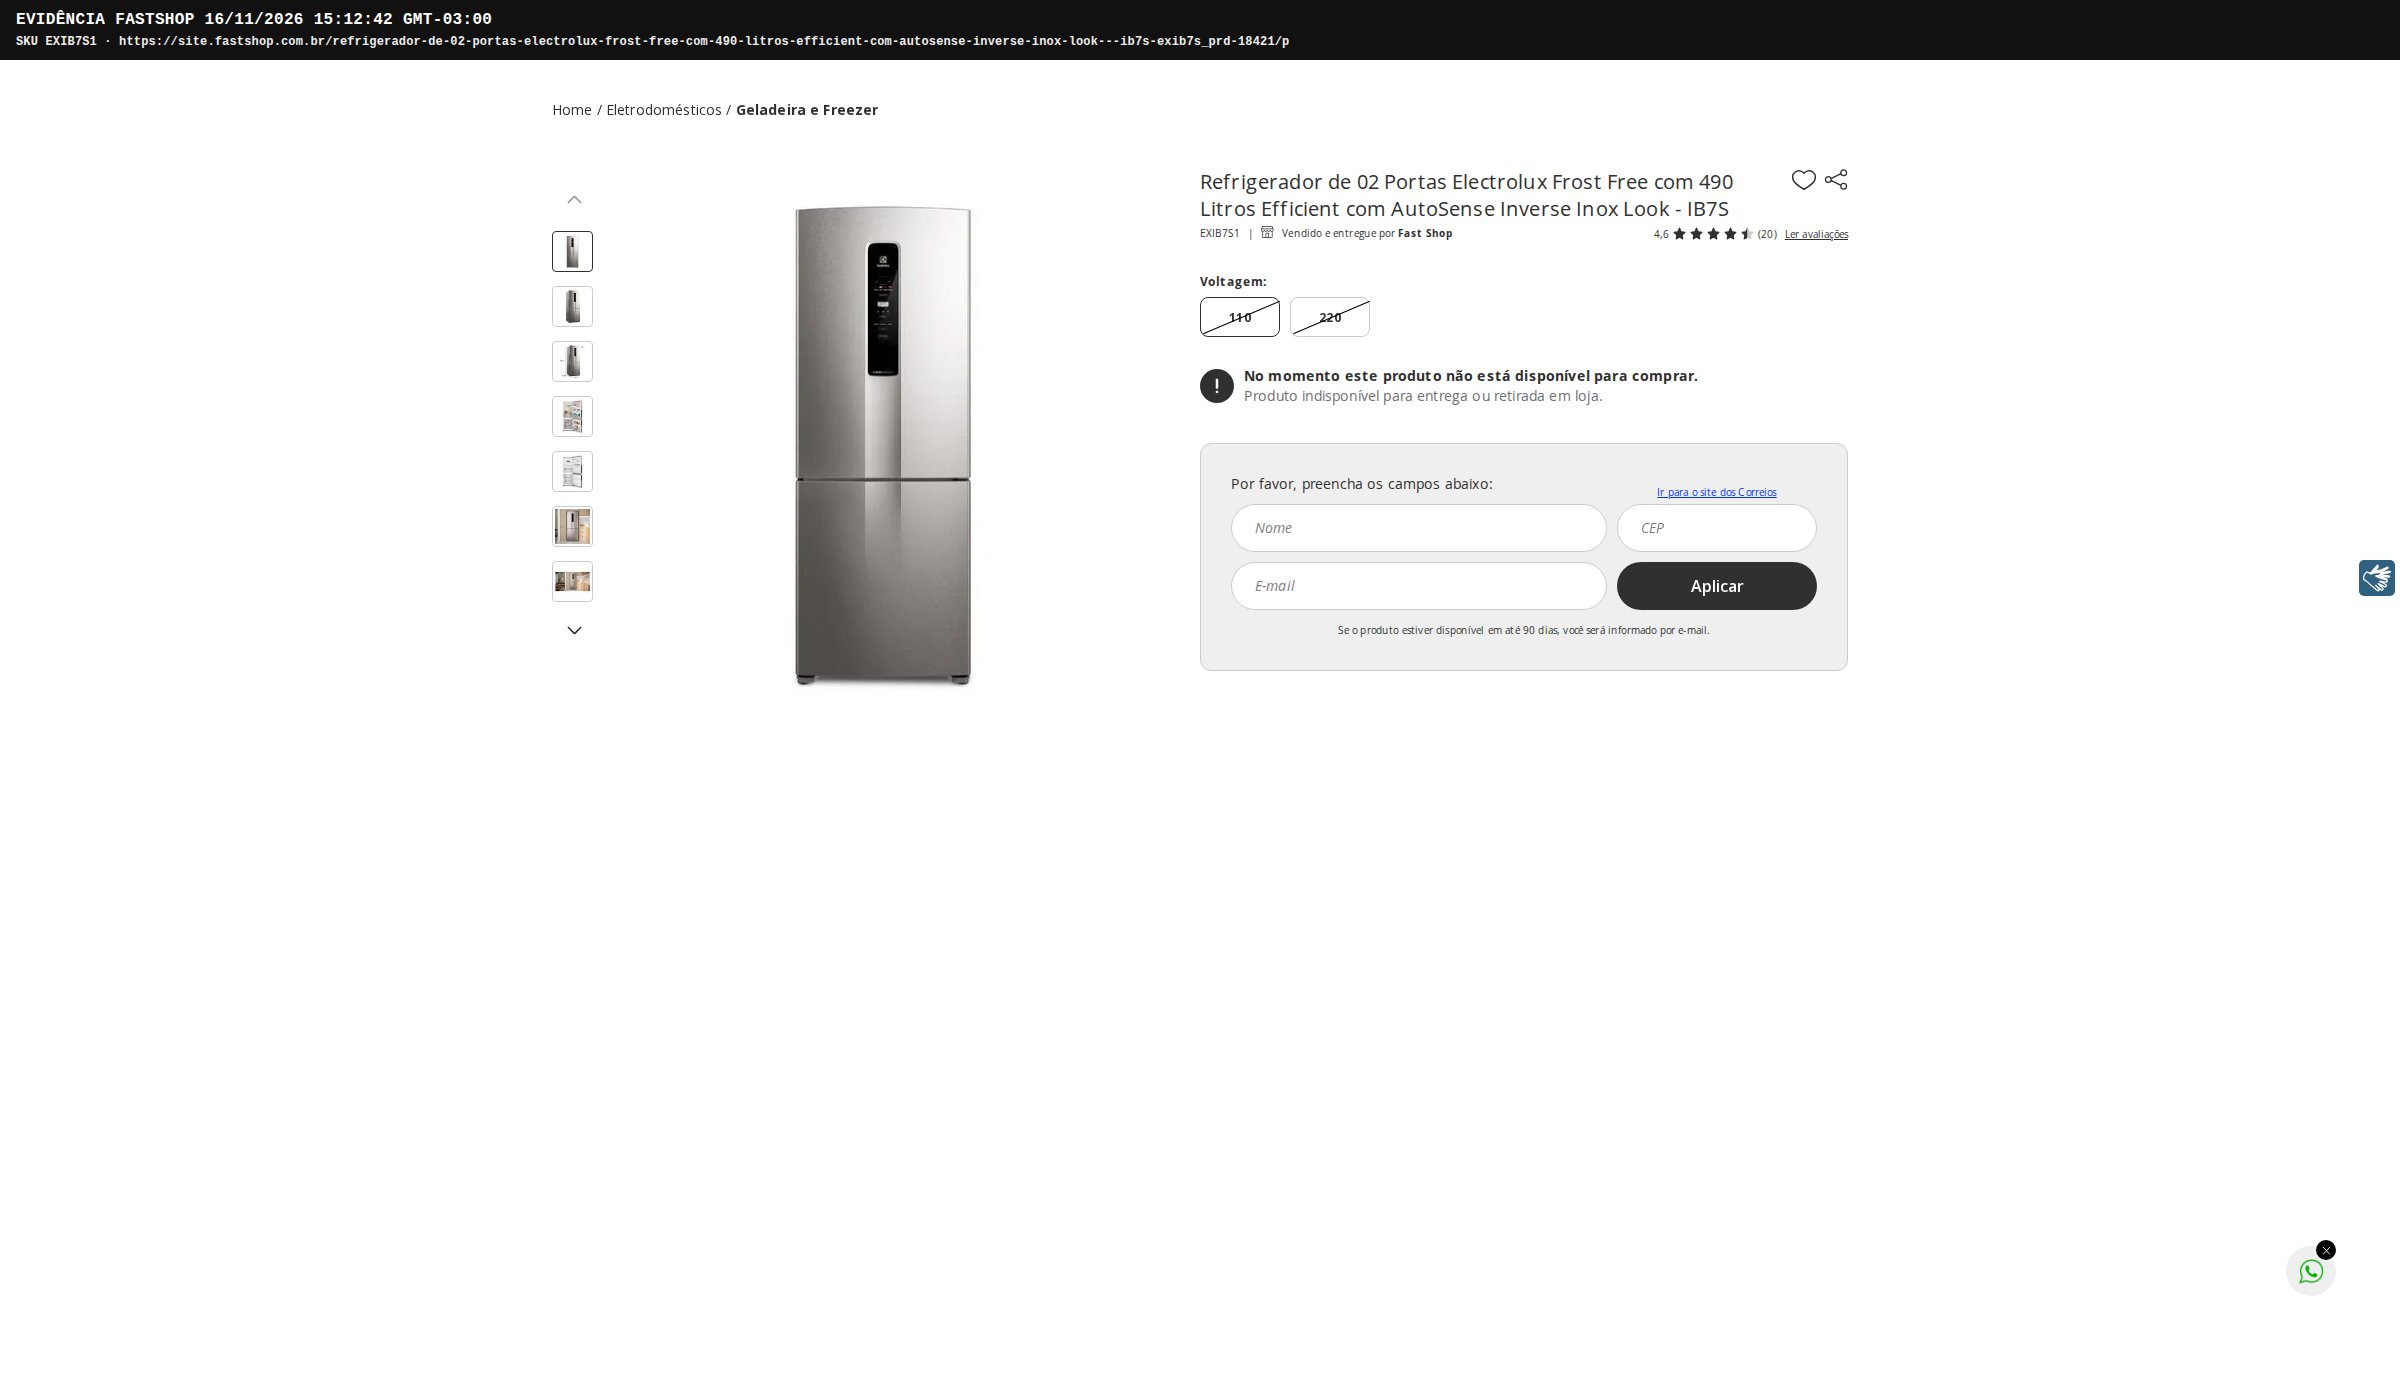 EVIDÊNCIA FASTSHOP 16/11/2026 15:12:42 GMT-03:00
SKU EXIB7S1 · https://site.fastshop.com.br/refrigerador-de-02-portas-electrolux-frost-free-com-490-litros-efficient-com-autosense-inverse-inox-look---ib7s-exib7s_prd-18421/p
Home / Eletrodomésticos / Geladeira e Freezer
Refrigerador de 02 Portas Electrolux Frost Free com 490
Litros Efficient com AutoSense Inverse Inox Look - IB7S
EXIB7S1 | Vendido e entregue por Fast Shop
4,6 (20) Ler avaliações
Voltagem:
110 220
No momento este produto não está disponível para comprar.
Produto indisponível para entrega ou retirada em loja.
Por favor, preencha os campos abaixo:
Ir para o site dos Correios
Nome CEP
E-mail Aplicar
Se o produto estiver disponível em até 90 dias, você será informado por e-mail.